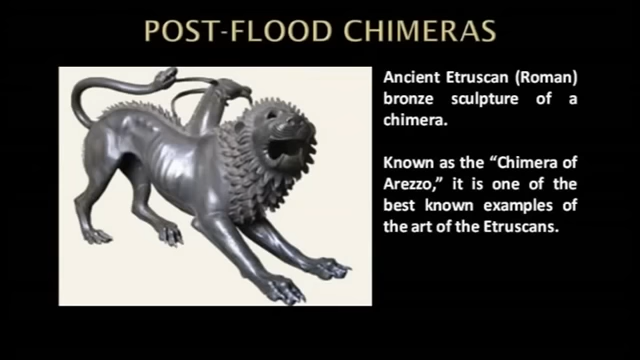 POST-FLOOD CHIMERAS
Ancient Etruscan (Roman)
bronze sculpture of a
chimera.
Known as the “Chimera of
Arezzo,” it is one of the
best known examples of
the art of the Etruscans.